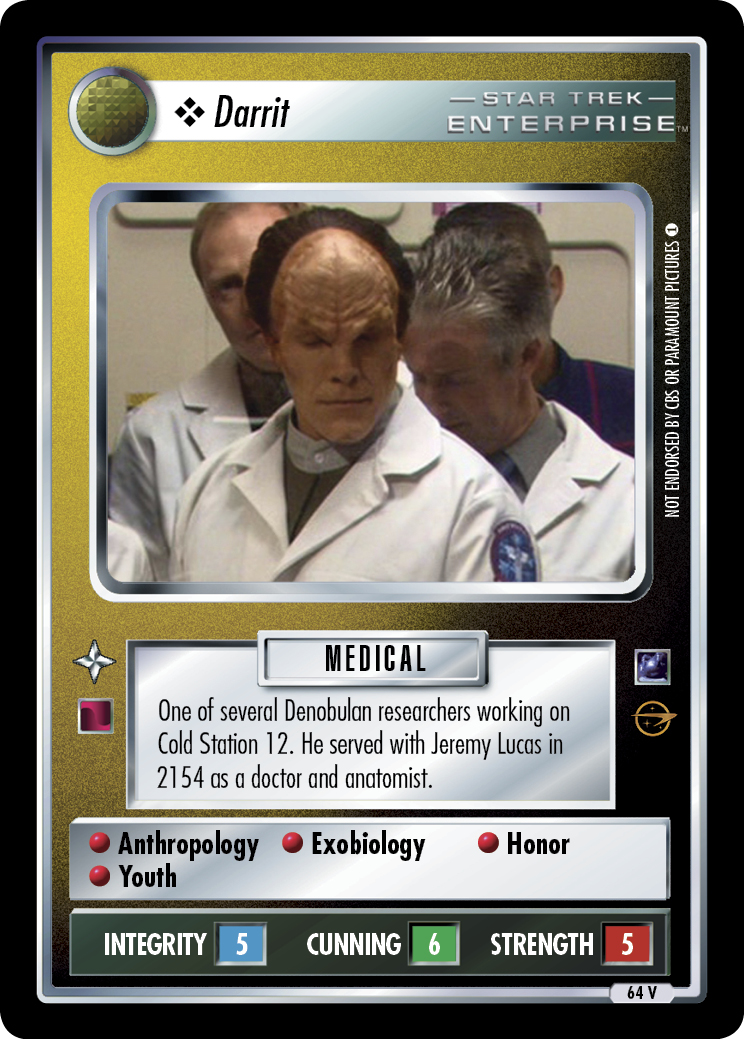 ❖ Darrit
STAR TREK
ENTERPRISE™
NOT ENDORSED BY CBS OR PARAMOUNT PICTURES 1
MEDICAL
One of several Denobulan researchers working on
Cold Station 12. He served with Jeremy Lucas in
2154 as a doctor and anatomist.
Anthropology Exobiology Honor
Youth
INTEGRITY 5 CUNNING 6 STRENGTH 5
64 V